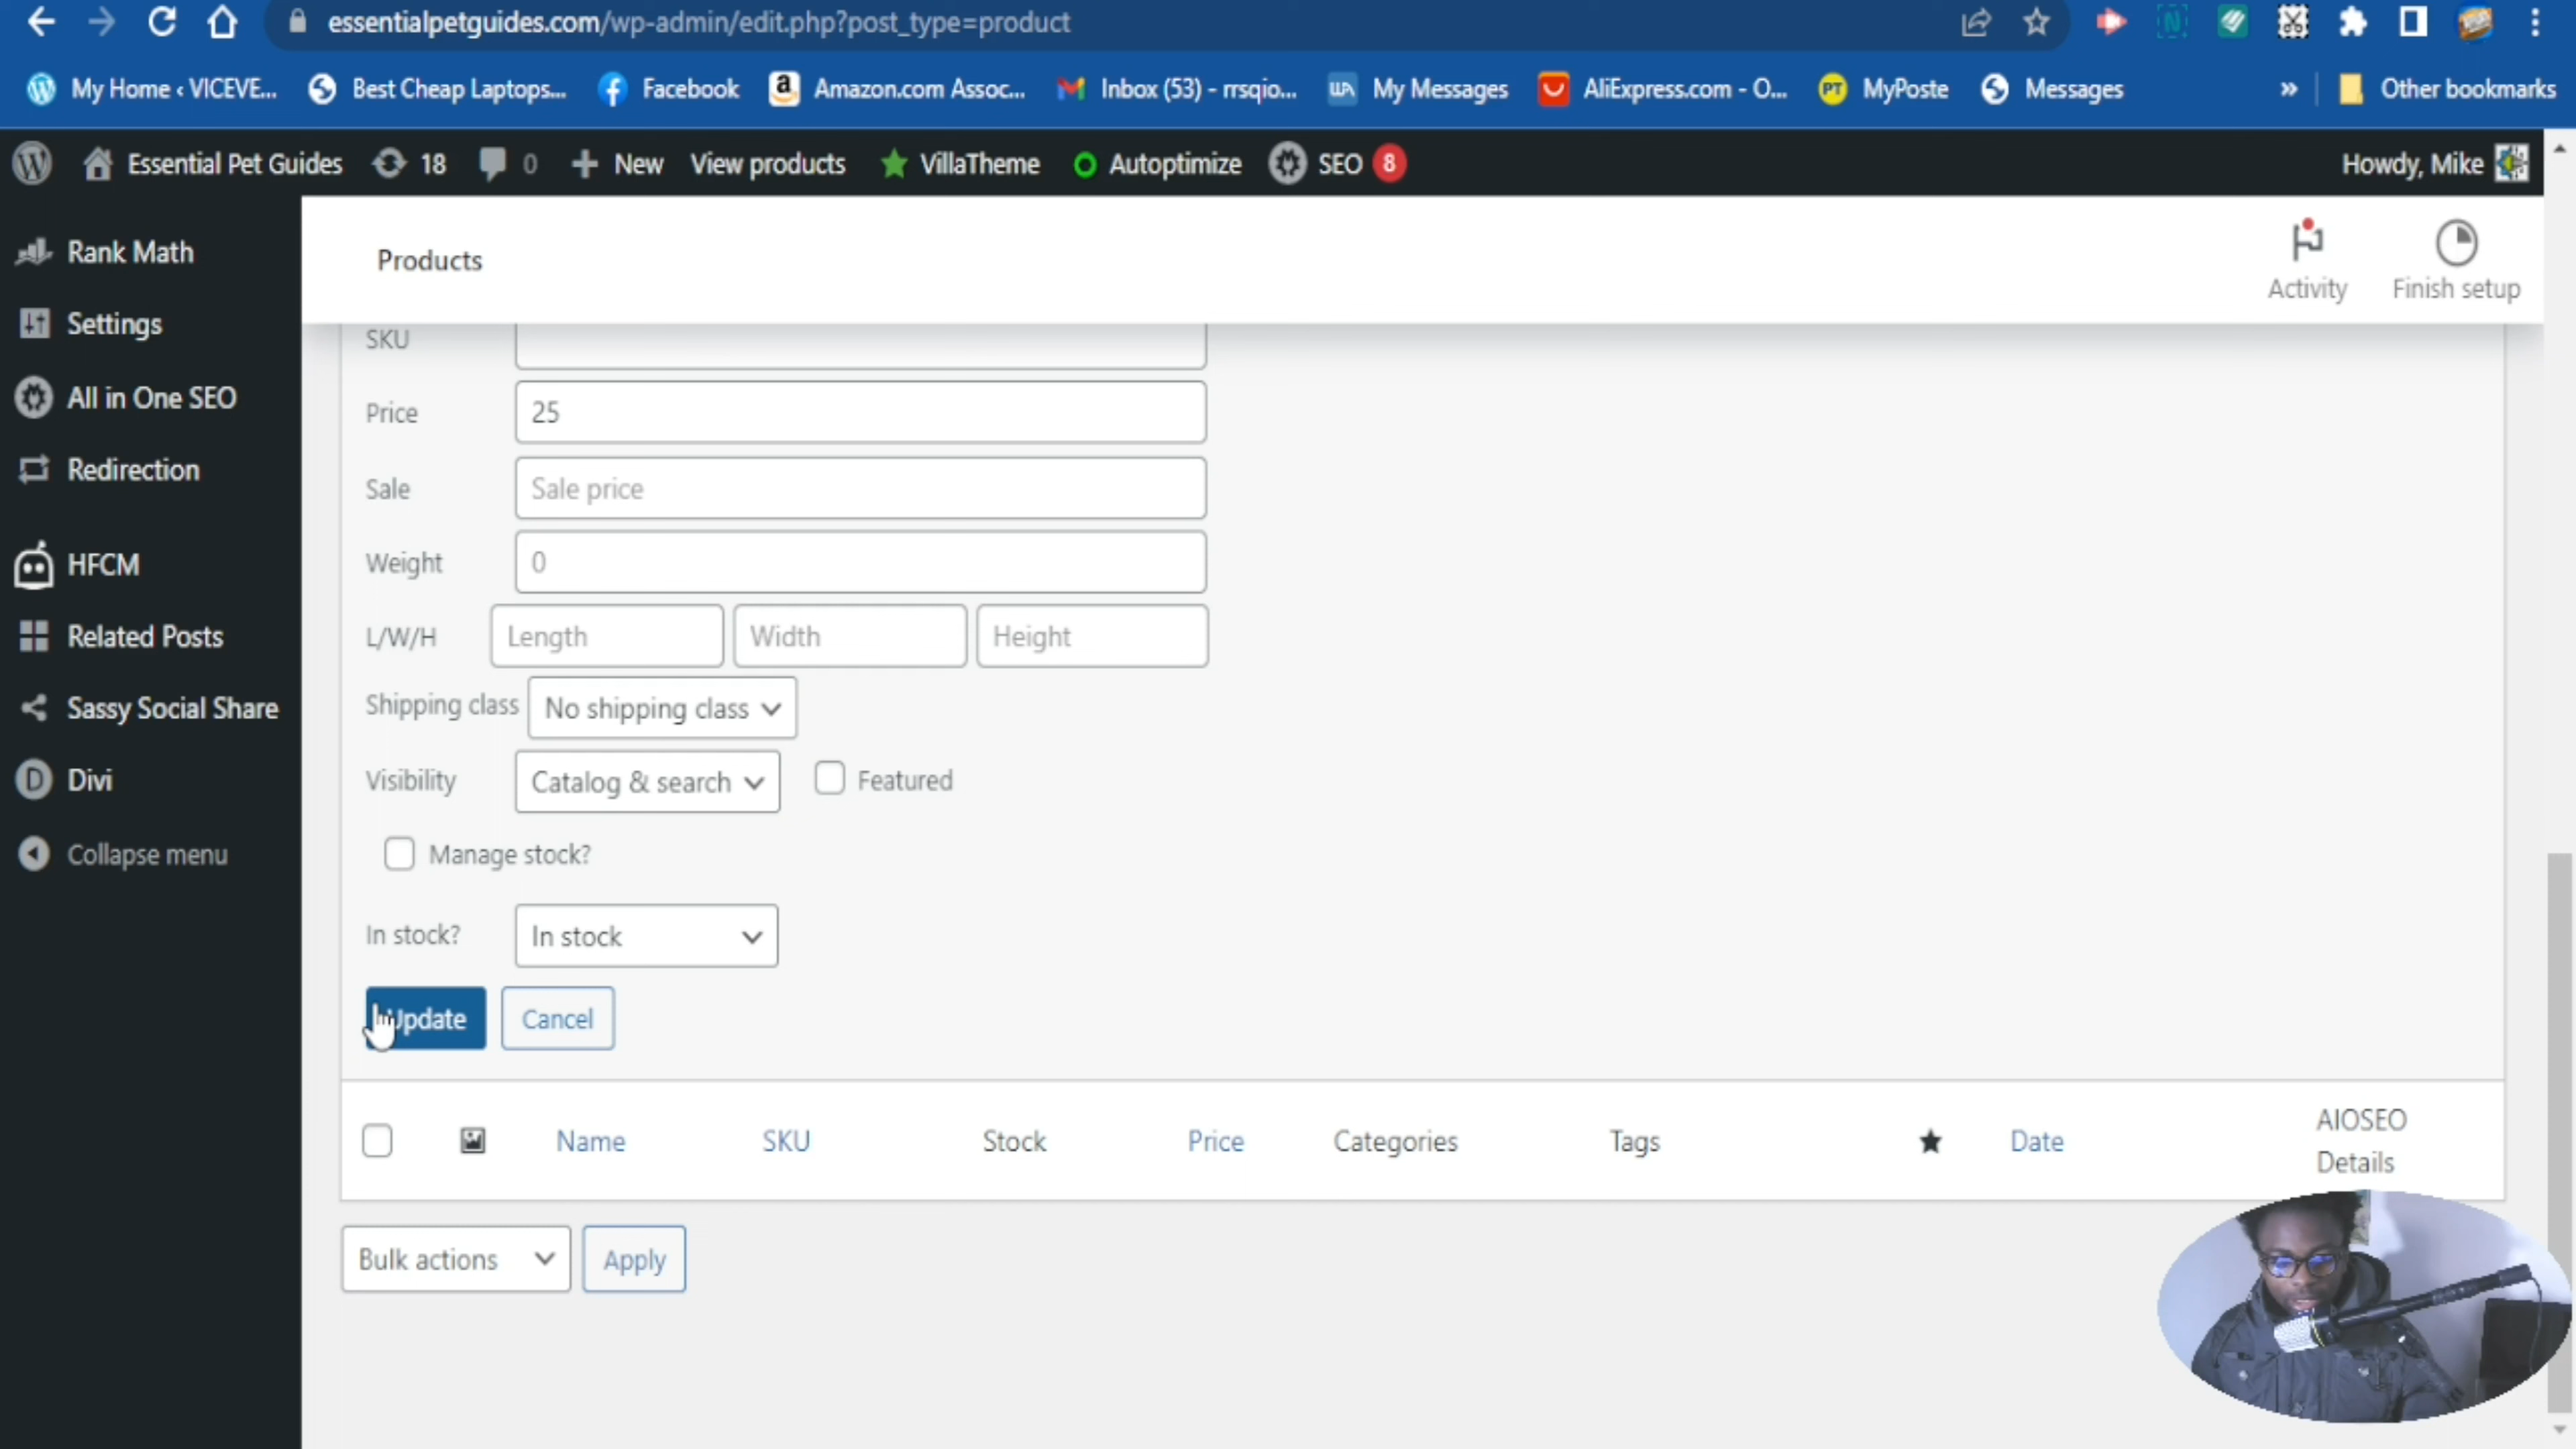 essentialpetguides.com/wp-admin/edit.php?post_type=product
My Home ‹ VICEVE... Best Cheap Laptops... Facebook Amazon.com Assoc... Inbox (53) - rrsqio... My Messages AliExpress.com - O... MyPoste Messages » Other bookmarks
Essential Pet Guides 18 0 + New View products VillaTheme Autoptimize SEO 8 Howdy, Mike
Rank Math
Settings
All in One SEO
Redirection
HFCM
Related Posts
Sassy Social Share
Divi
Collapse menu
Products
Activity
Finish setup
SKU
Price 25
Sale Sale price
Weight 0
L/W/H Length Width Height
Shipping class No shipping class
Visibility Catalog & search Featured
Manage stock?
In stock? In stock
Update Cancel
Name SKU Stock Price Categories Tags Date AIOSEO Details
Bulk actions Apply